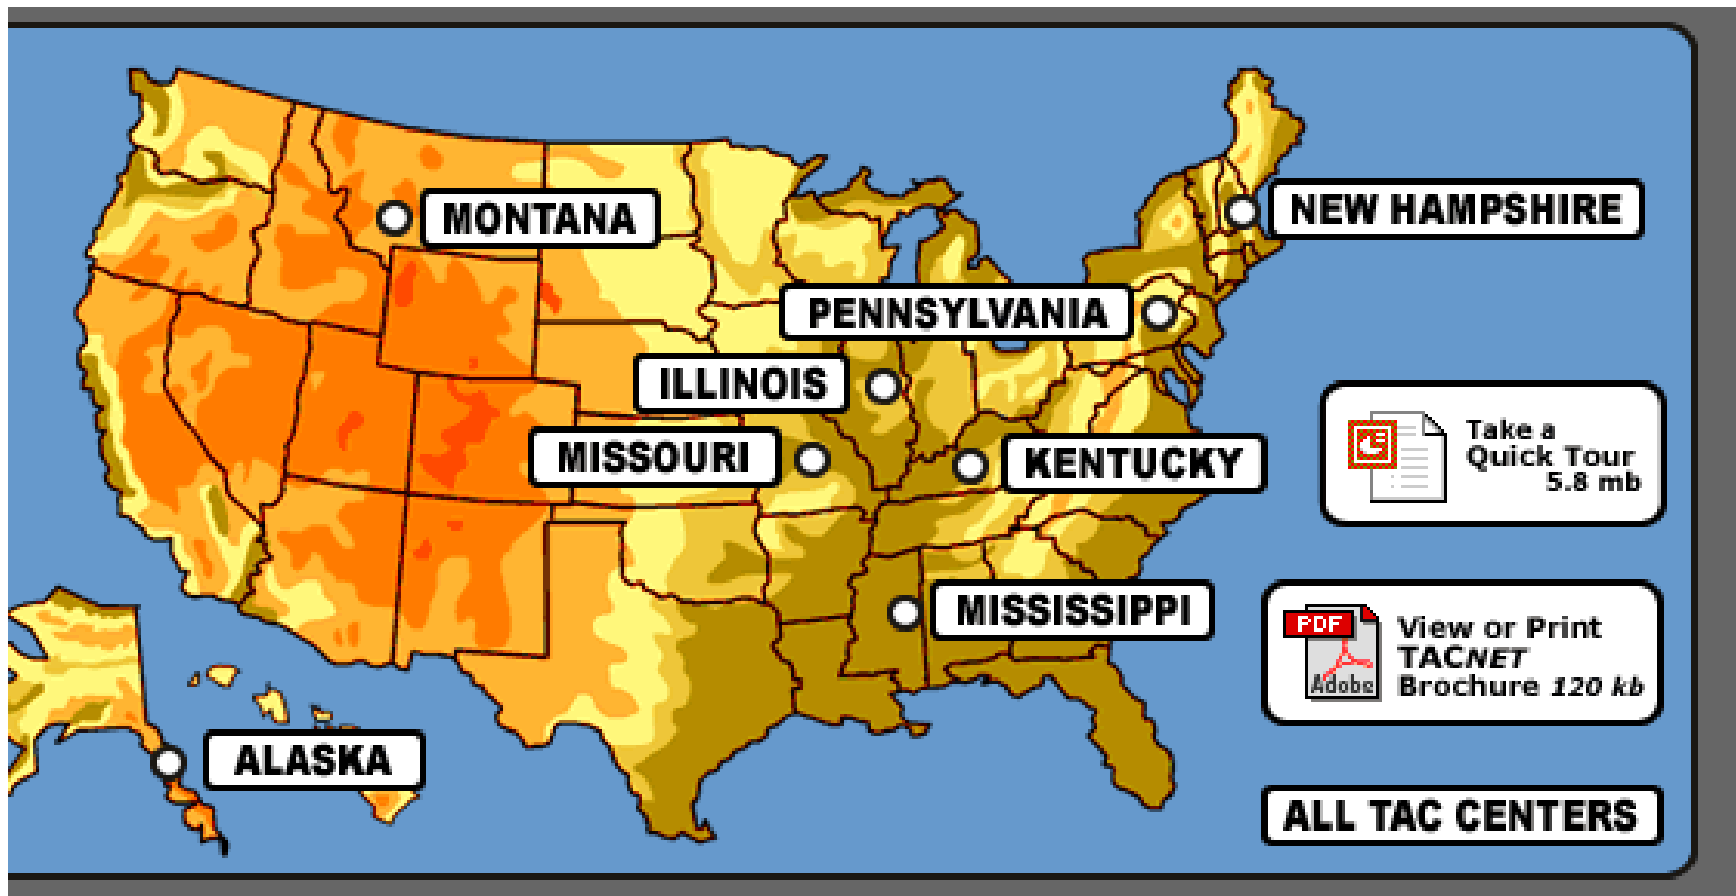 MONTANA
NEW HAMPSHIRE
PENNSYLVANIA
ILLINOIS
MISSOURI
KENTUCKY
Take a
Quick Tour
5.8 mb
MISSISSIPPI
PDF
Adobe
View or Print
TACNET
Brochure 120 kb
ALASKA
ALL TAC CENTERS